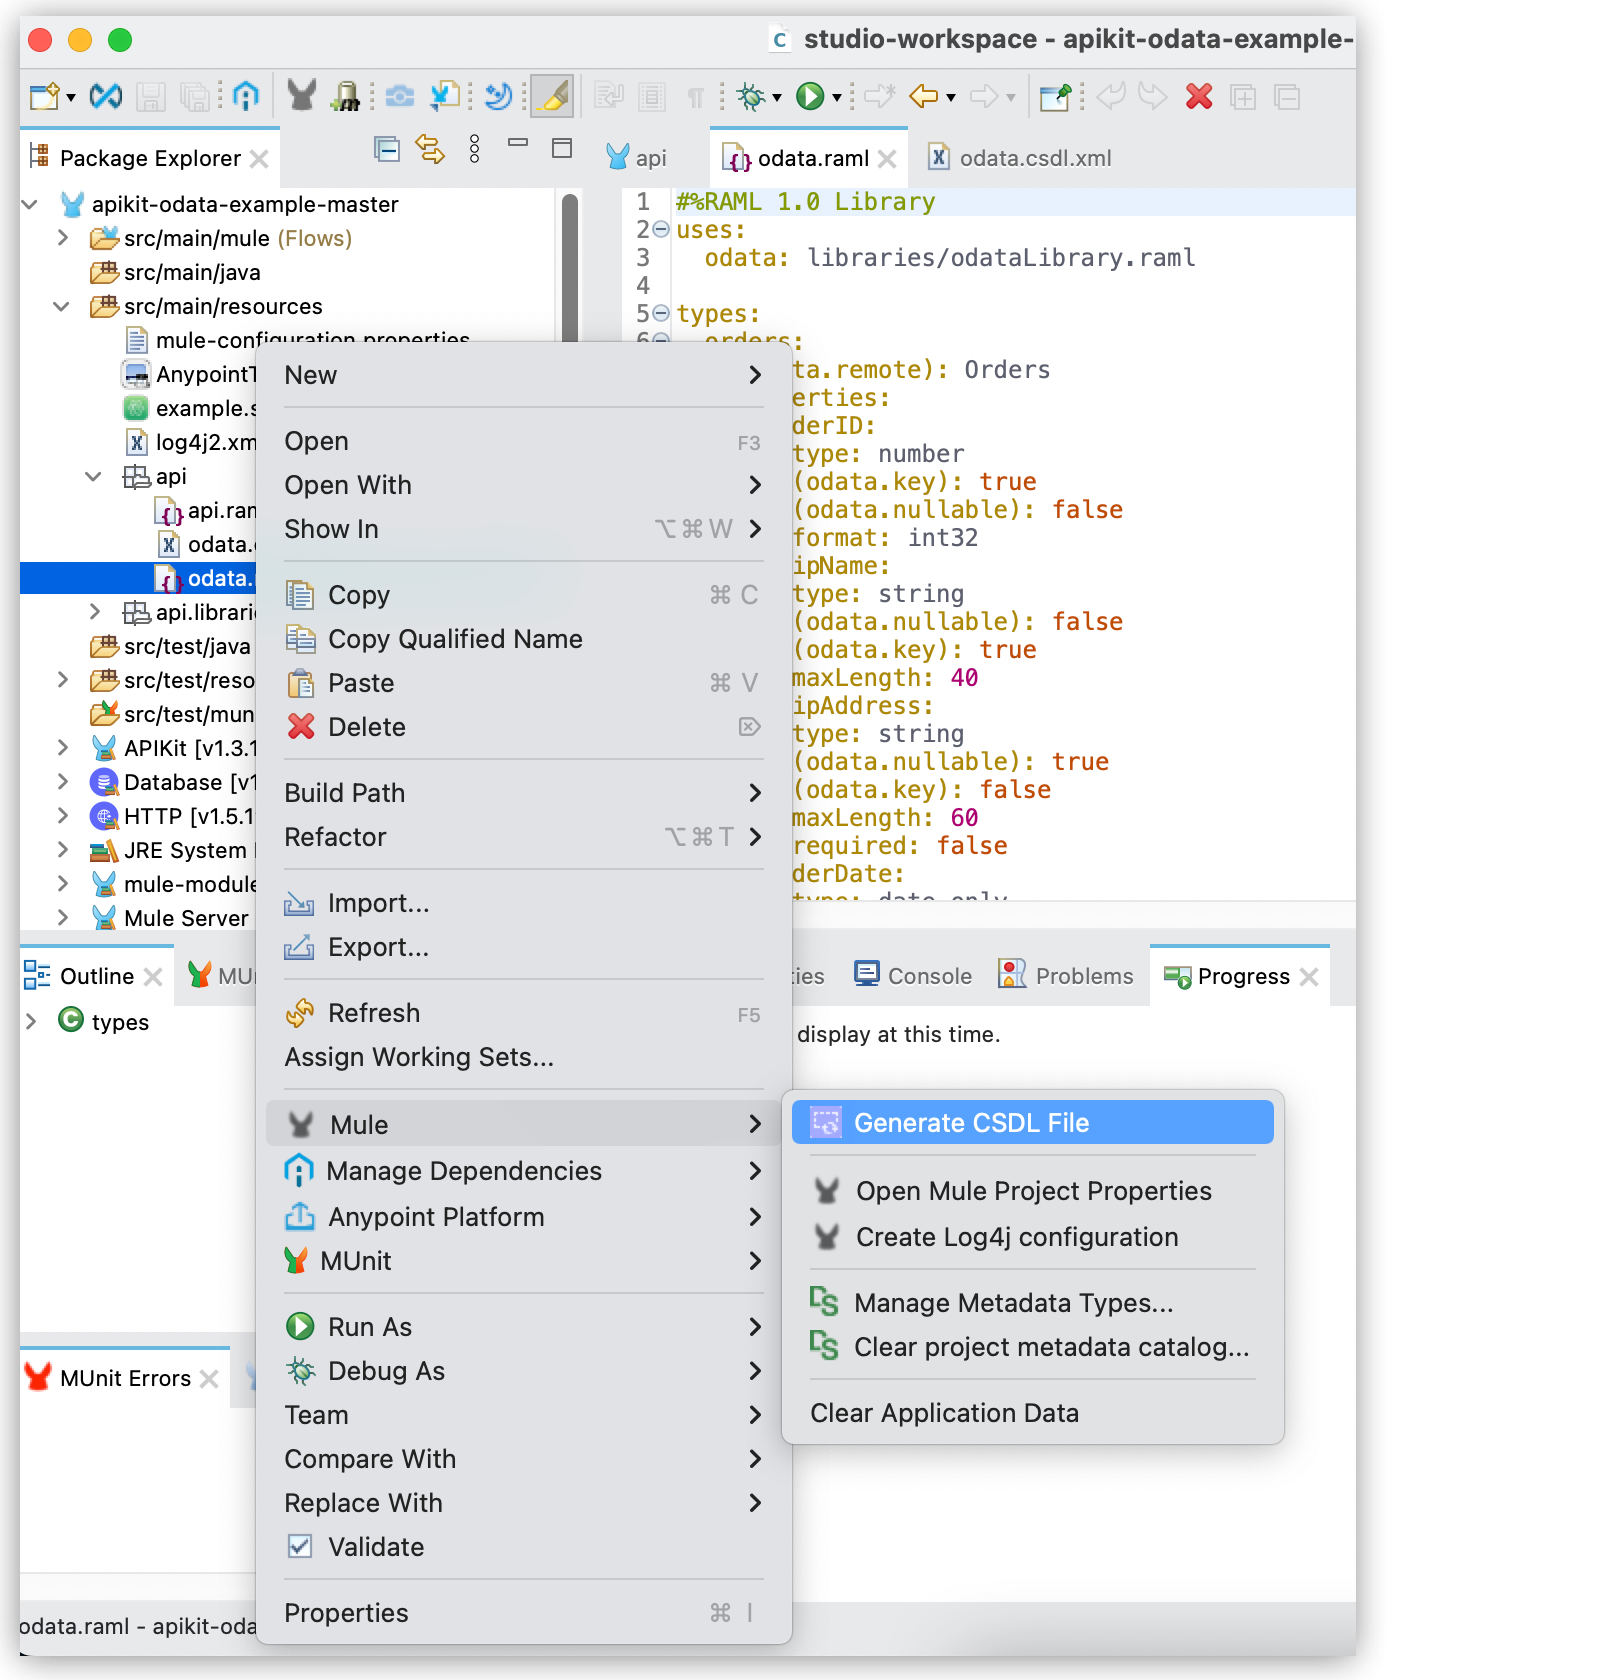 studio-workspace - apikit-odata-example-
Package Explorer
api
odata.raml
odata.csdl.xml
apikit-odata-example-master
src/main/mule (Flows)
src/main/java
src/main/resources
mule-configuration.properties
AnypointT
example.s
log4j2.xm
api
api.ram
odata.
odata.
api.librari
src/test/java
src/test/reso
src/test/mun
APIKit [v1.3.1
Database [v1
HTTP [v1.5.1
JRE System
mule-module
Mule Server
1 #%RAML 1.0 Library
2 uses:
3 odata: libraries/odataLibrary.raml
4
5 types:
6 orders:
ta.remote): Orders
erties:
derID:
type: number
(odata.key): true
(odata.nullable): false
format: int32
ipName:
type: string
(odata.nullable): false
(odata.key): true
maxLength: 40
ipAddress:
type: string
(odata.nullable): true
(odata.key): false
maxLength: 60
required: false
derDate:
type: date-only
New
Open F3
Open With
Show In ⌥⌘W
Copy ⌘ C
Copy Qualified Name
Paste ⌘ V
Delete ⌦
Build Path
Refactor ⌥⌘T
Import...
Export...
Refresh F5
Assign Working Sets...
Mule
Manage Dependencies
Anypoint Platform
MUnit
Run As
Debug As
Team
Compare With
Replace With
Validate
Properties ⌘ I
Generate CSDL File
Open Mule Project Properties
Create Log4j configuration
Manage Metadata Types...
Clear project metadata catalog...
Clear Application Data
Outline
MU
types
ties
Console
Problems
Progress
display at this time.
MUnit Errors
odata.raml - apikit-oda